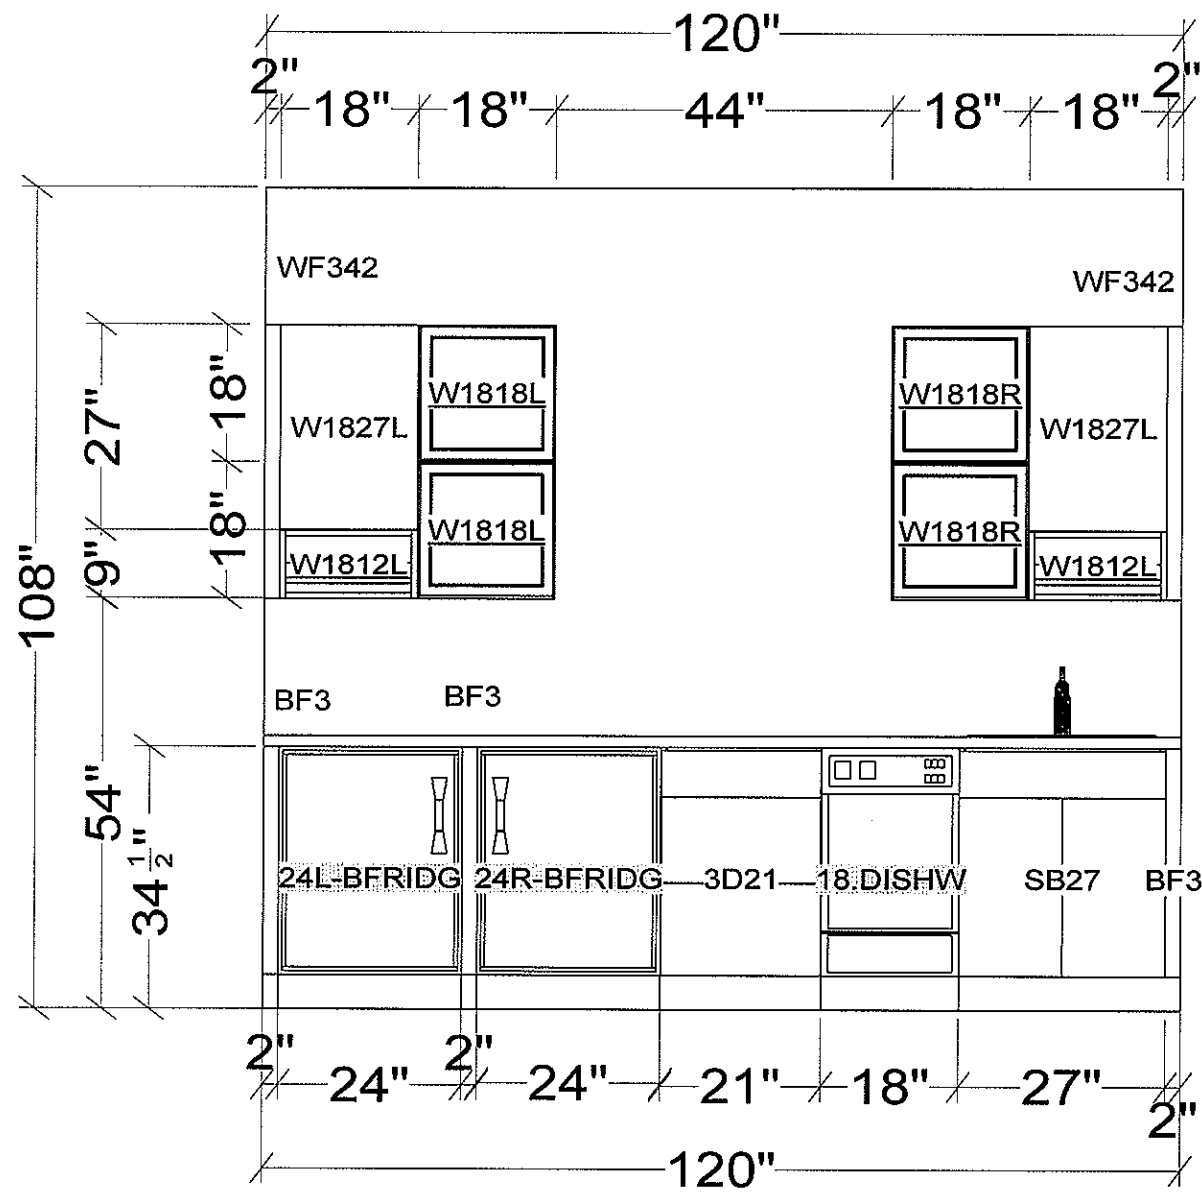 120"
2" 2"
18" 18" 44" 18" 18"
WF342 WF342
27" 18" W1818L W1818R
W1827L W1827L
18" W1818L W1818R
108" 9" W1812L W1812L
BF3 BF3
54" 34 1/2"
24L-BFRIDG 24R-BFRIDG 3D21 18.DISHW SB27 BF3
2" 2"
24" 24" 21" 18" 27"
2"
120"